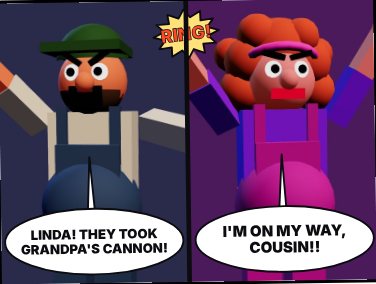 RING!
LINDA! THEY TOOK
GRANDPA'S CANNON!
I'M ON MY WAY,
COUSIN!!